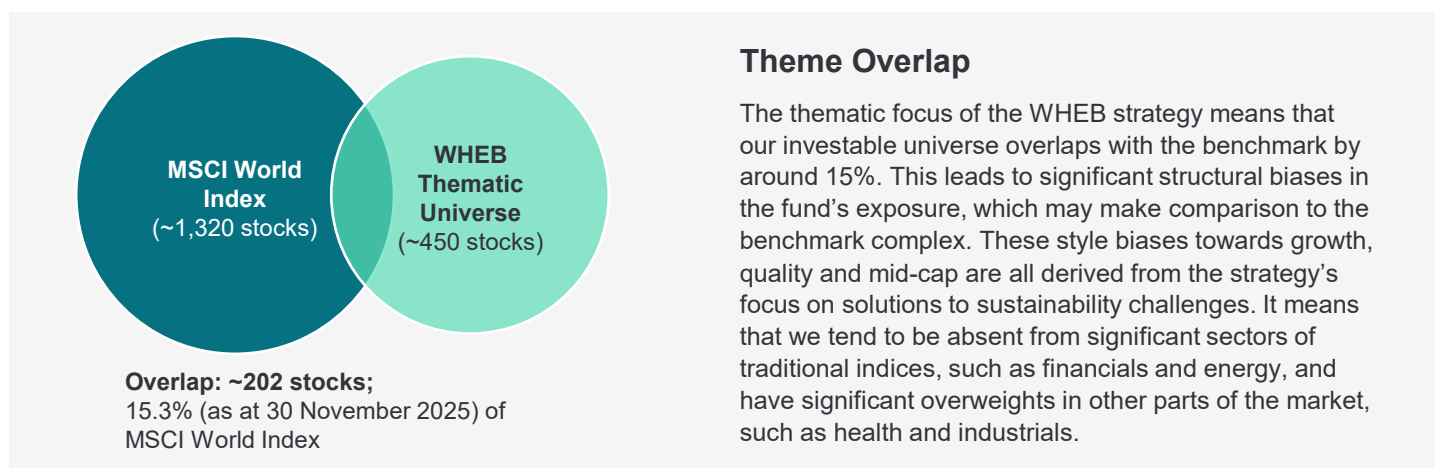 MSCI World
Index
(~1,320 stocks)
WHEB
Thematic
Universe
(~450 stocks)
Overlap: ~202 stocks;
15.3% (as at 30 November 2025) of
MSCI World Index
Theme Overlap
The thematic focus of the WHEB strategy means that
our investable universe overlaps with the benchmark by
around 15%. This leads to significant structural biases in
the fund’s exposure, which may make comparison to the
benchmark complex. These style biases towards growth,
quality and mid-cap are all derived from the strategy’s
focus on solutions to sustainability challenges. It means
that we tend to be absent from significant sectors of
traditional indices, such as financials and energy, and
have significant overweights in other parts of the market,
such as health and industrials.